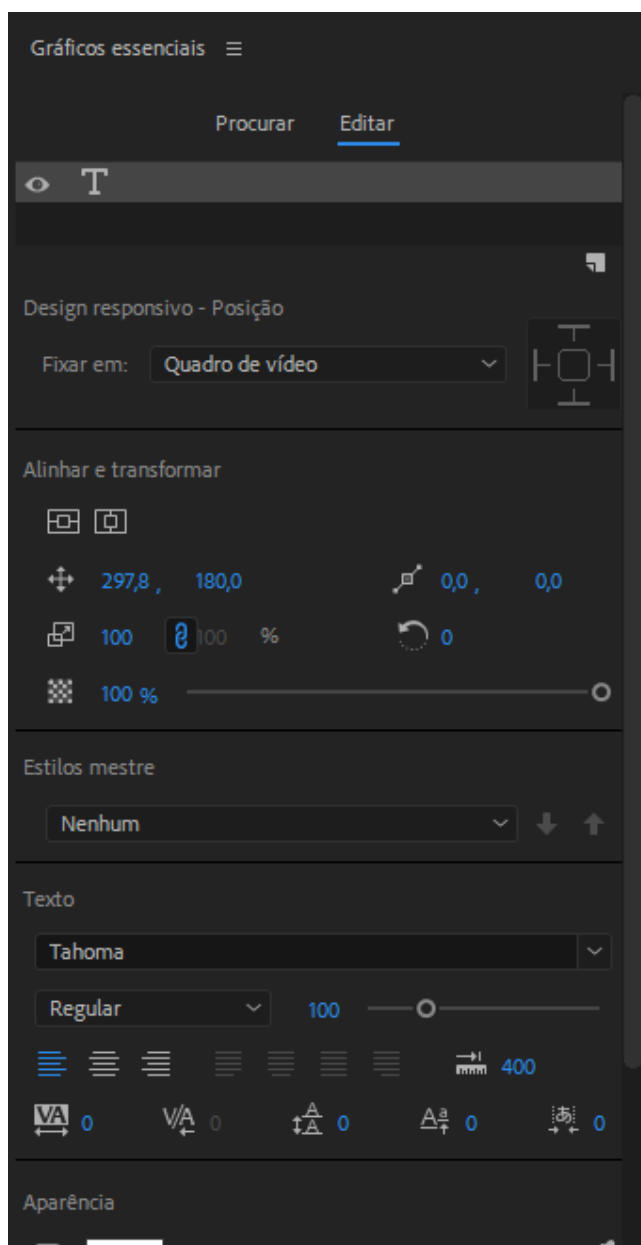 Gráficos essenciais
Procurar Editar
T
Design responsivo - Posição
Fixar em: Quadro de vídeo
Alinhar e transformar
297,8 , 180,0 0,0 , 0,0
100 100 % 0
100 %
Estilos mestre
Nenhum
Texto
Tahoma
Regular 100
400
VA 0 V/A 0 A A 0 A a 0 あ 0
Aparência